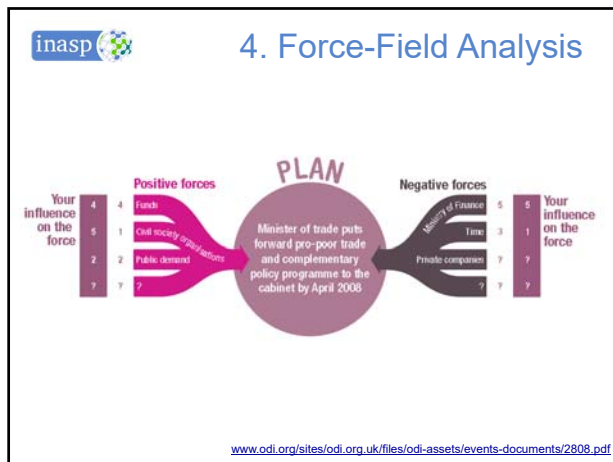 inasp
4. Force-Field Analysis
PLAN
Positive forces
Negative forces
Your
influence
on the
force
4 4 Funds
5 1 Civil society organisations
2 2 Public demand
? ? ?
Minister of trade puts
forward pro-poor trade
and complementary
policy programme to the
cabinet by April 2008
Ministry of Finance 5 5
Time 3 1
Private companies ? ?
? ? ?
Your
influence
on the
force
www.odi.org/sites/odi.org.uk/files/odi-assets/events-documents/2808.pdf